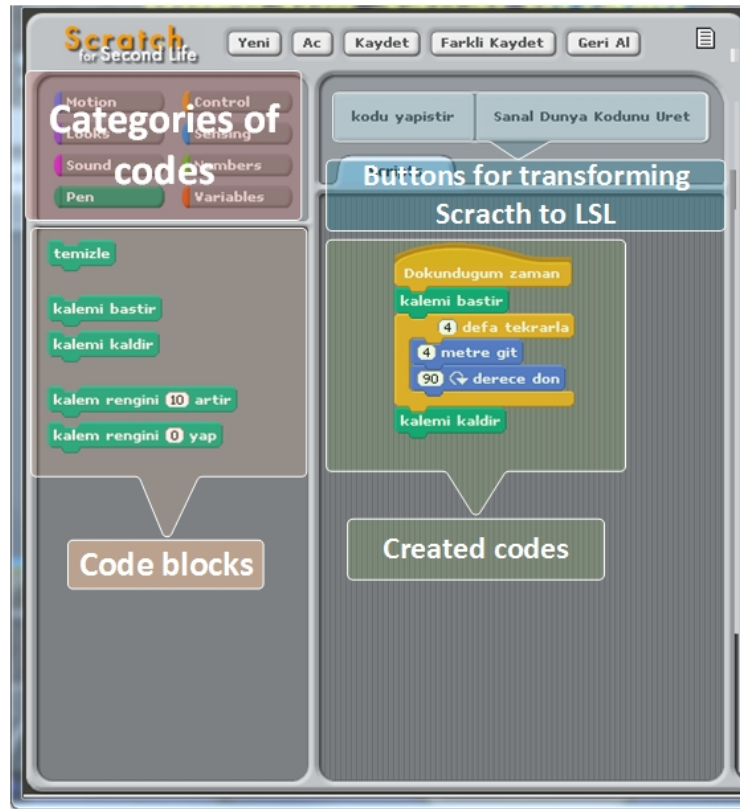 Scratch
for Second Life
Yeni
Ac
Kaydet
Farkli Kaydet
Geri Al
Motion
Control
Looks
Sensing
Sound
Numbers
Pen
Variables
Categories of
codes
kodu yapistir
Sanal Dunya Kodunu Uret
Scripts
Buttons for transforming
Scracth to LSL
temizle
kalemi bastir
kalemi kaldir
kalem rengini 10 artir
kalem rengini 0 yap
Code blocks
Dokundugum zaman
kalemi bastir
4 defa tekrarla
4 metre git
90 derece don
kalemi kaldir
Created codes